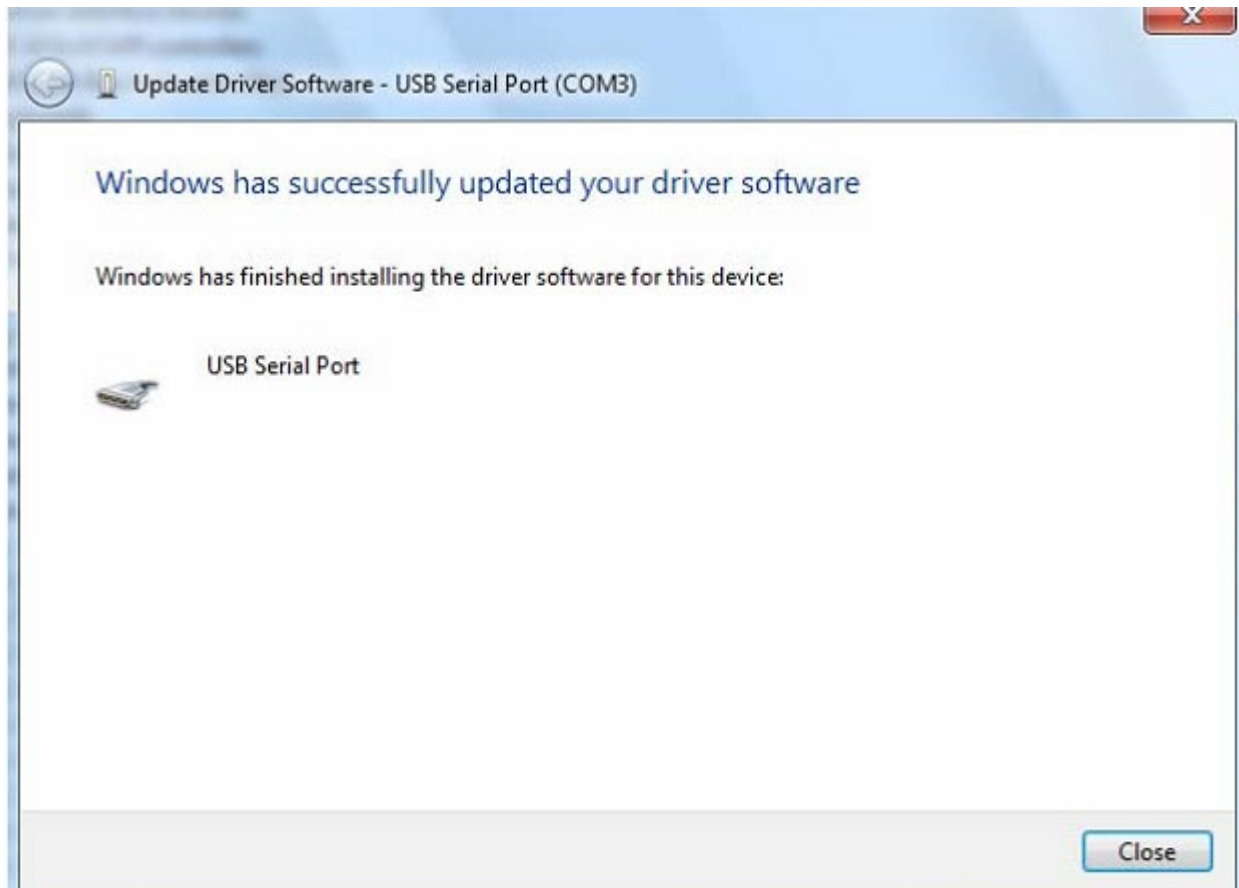 Update Driver Software - USB Serial Port (COM3)
Windows has successfully updated your driver software
Windows has finished installing the driver software for this device:
USB Serial Port
Close